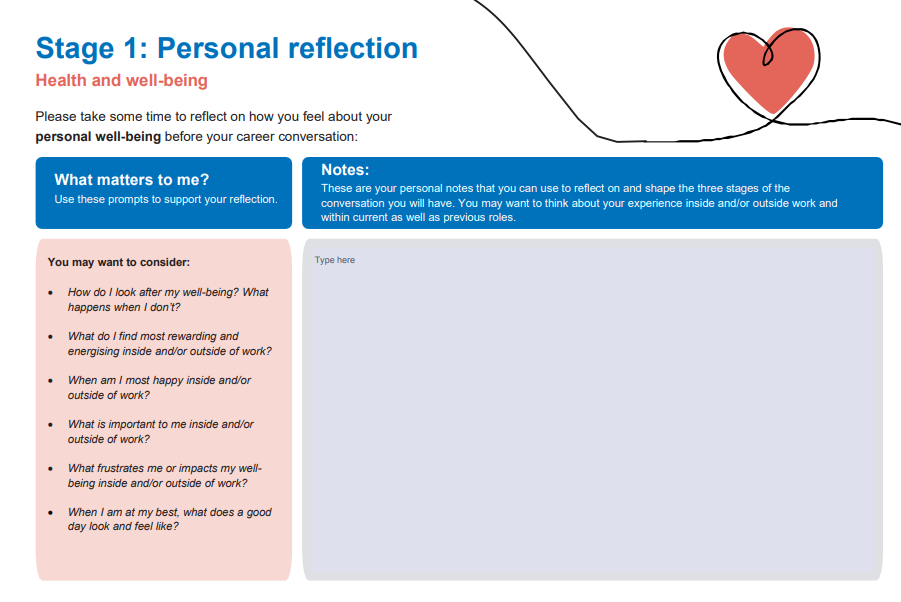 Stage 1: Personal reflection
Health and well-being
Please take some time to reflect on how you feel about your
personal well-being before your career conversation:
What matters to me?
Use these prompts to support your reflection.
Notes:
These are your personal notes that you can use to reflect on and shape the three stages of the
conversation you will have. You may want to think about your experience inside and/or outside work and
within current as well as previous roles.
You may want to consider:
• How do I look after my well-being? What
happens when I don't?
• What do I find most rewarding and
energising inside and/or outside of work?
• When am I most happy inside and/or
outside of work?
• What is important to me inside and/or
outside of work?
• What frustrates me or impacts my well-
being inside and/or outside of work?
• When I am at my best, what does a good
day look and feel like?
Type here